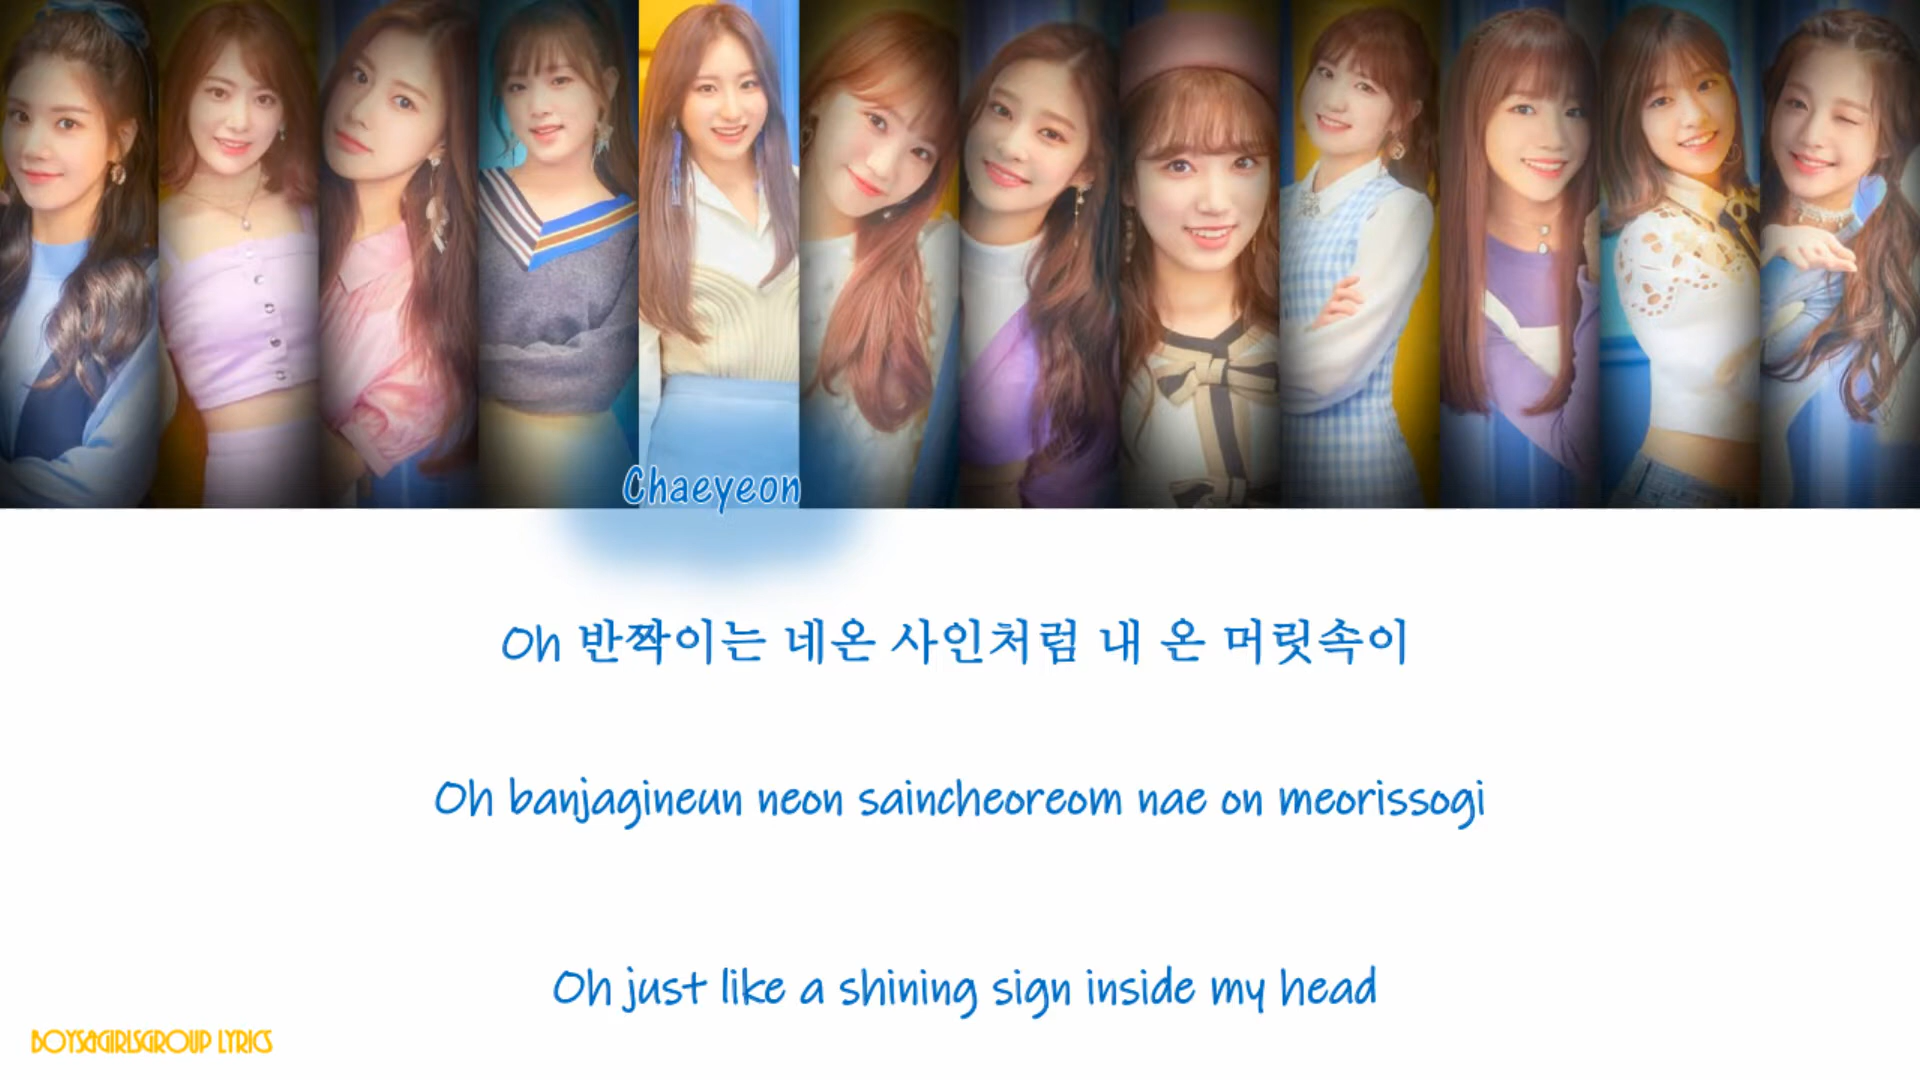 Chaeyeon
Oh 반짝이는 네온 사인처럼 내 온 머릿속이
Oh banjagineun neon saincheoreom nae on meorissogi
Oh just like a shining sign inside my head
BOYS&GIRLSGROUP LYRICS